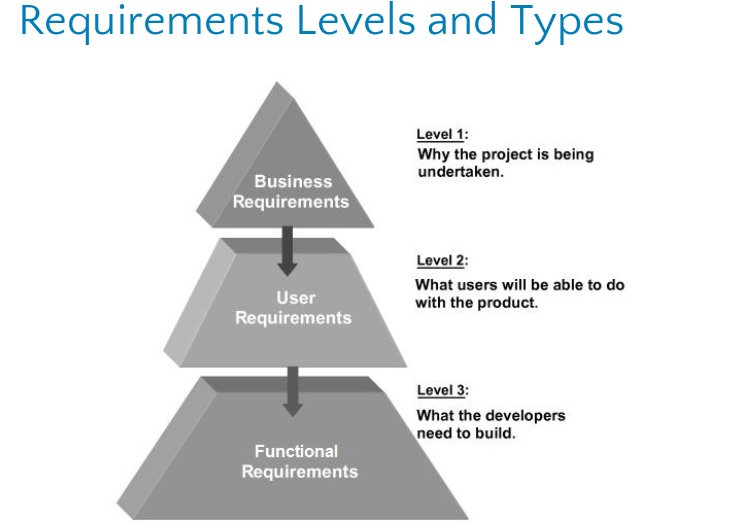 Requirements Levels and Types
Business
Requirements
Level 1:
Why the project is being
undertaken.
User
Requirements
Level 2:
What users will be able to do
with the product.
Functional
Requirements
Level 3:
What the developers
need to build.